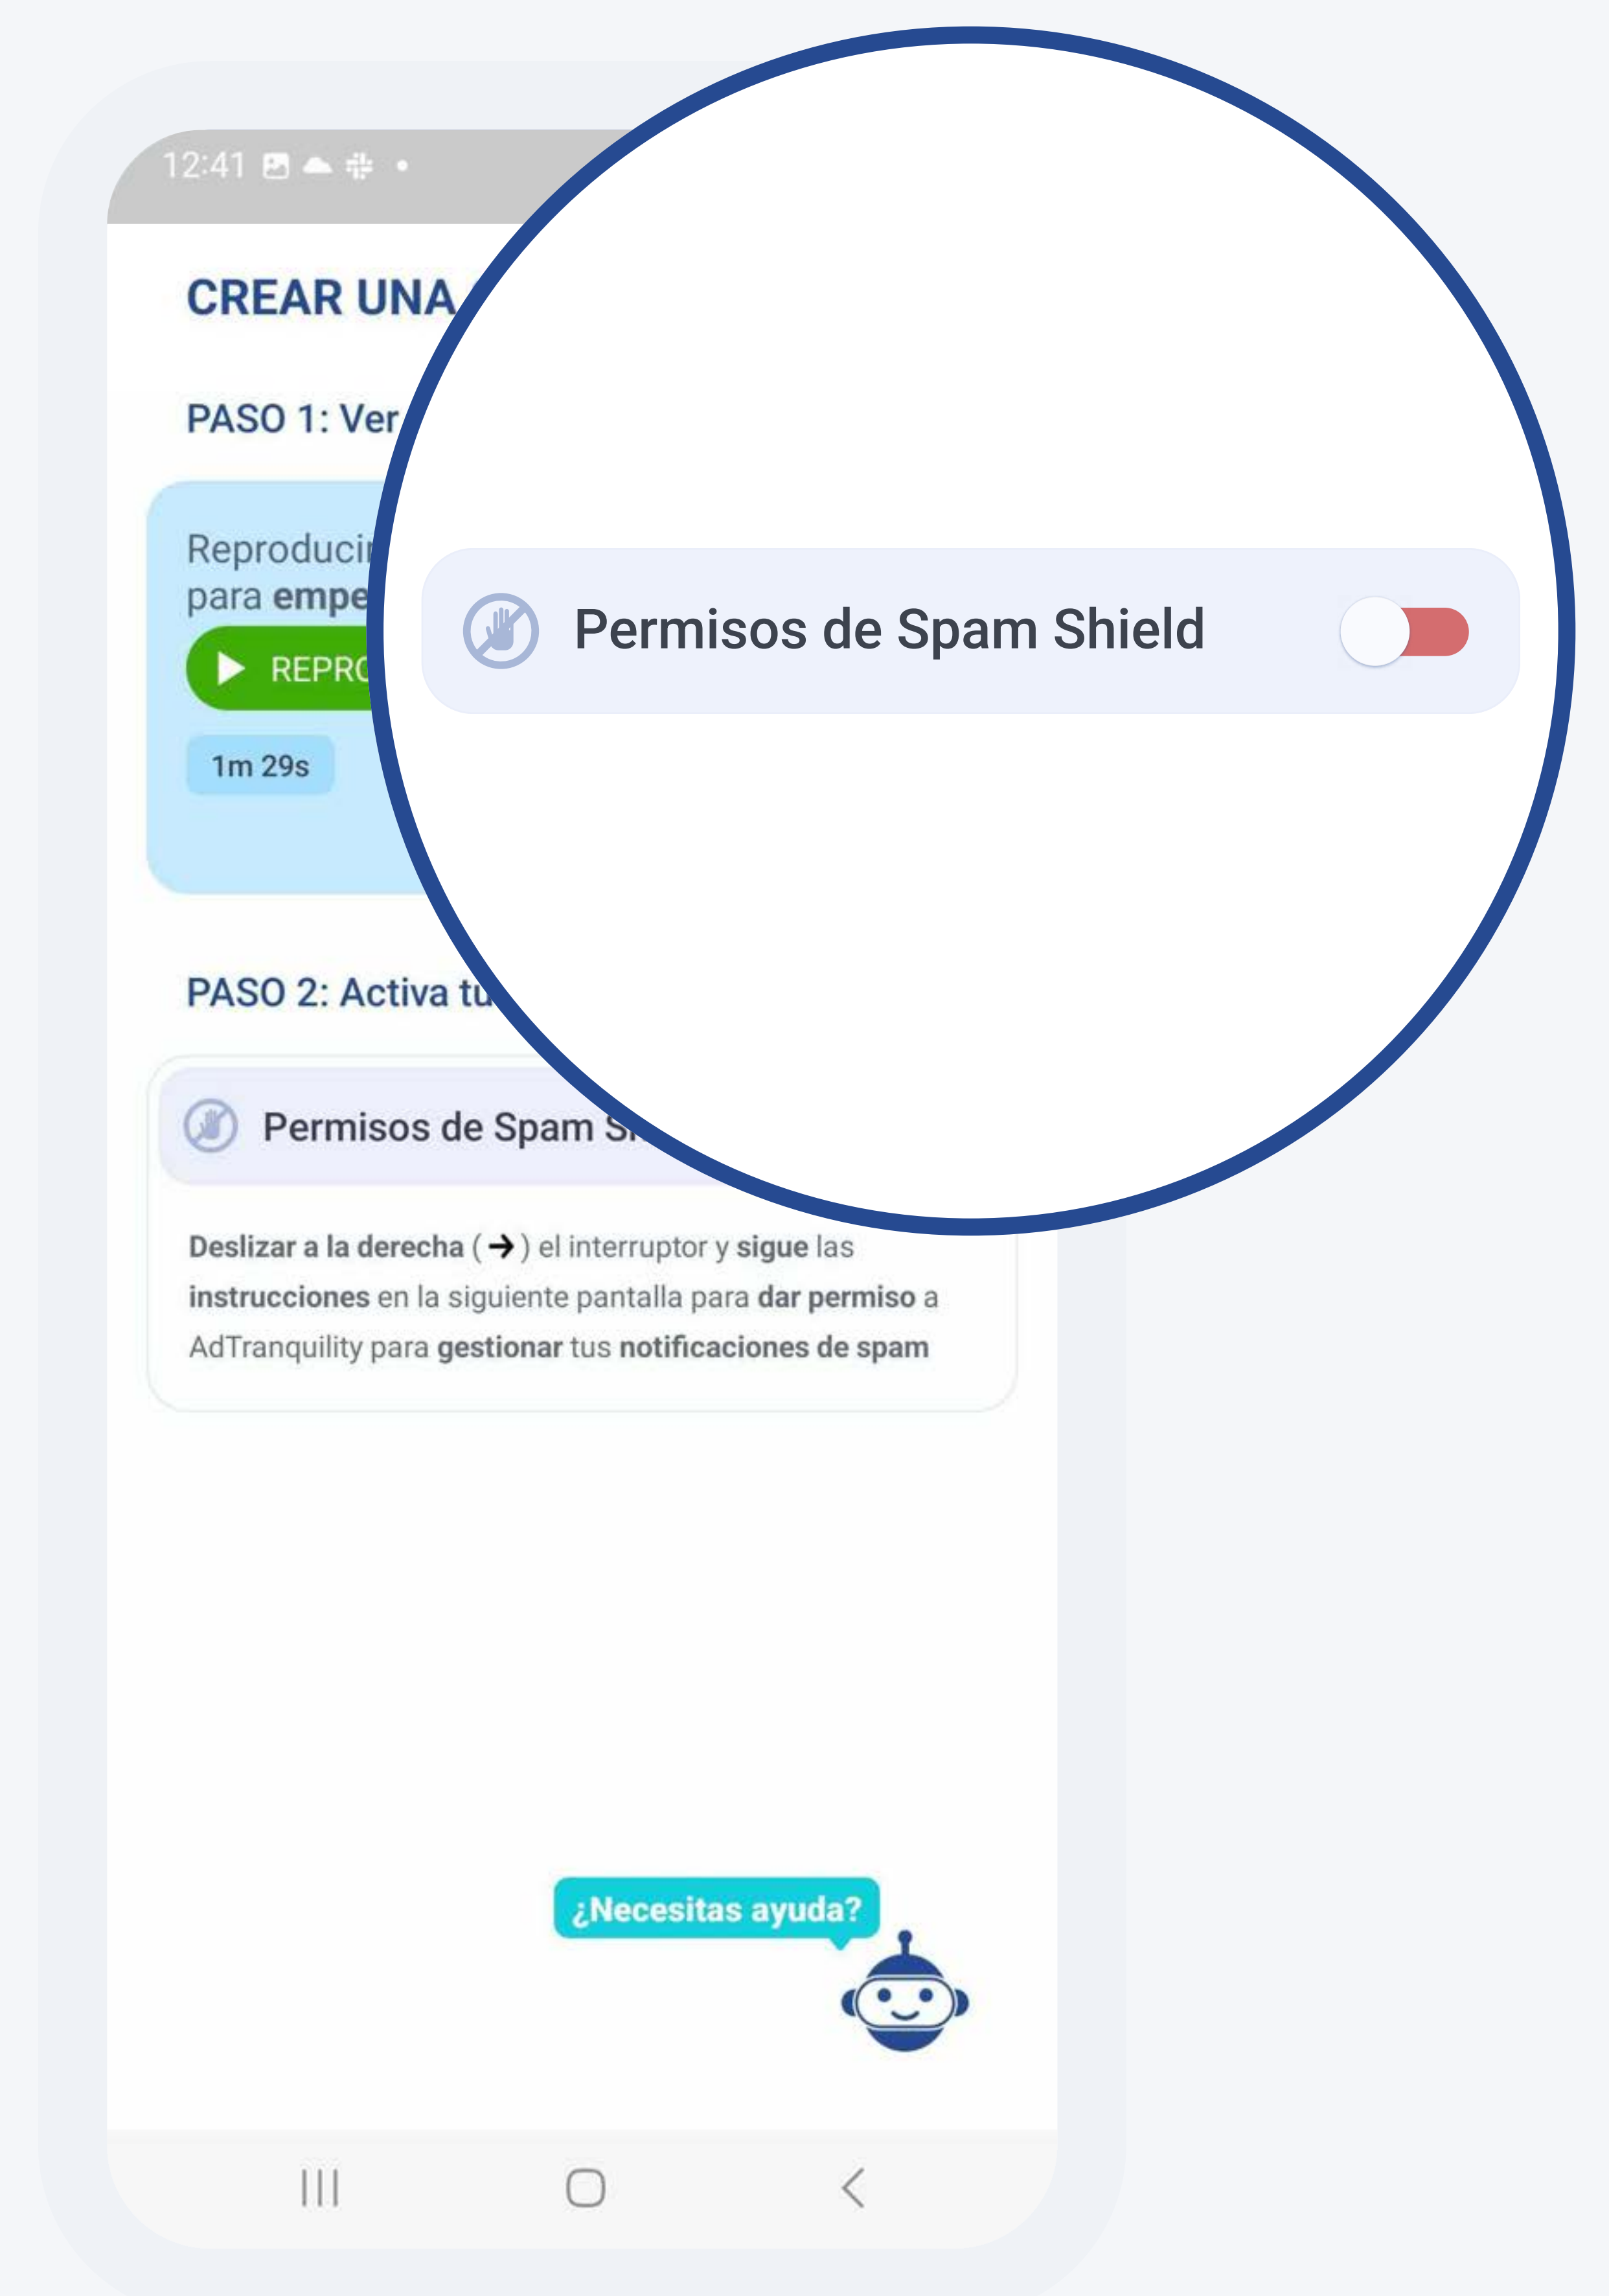 12:41
CREAR UNA
PASO 1: Ver
Reproducir
para empe
REPRO
1m 29s
Permisos de Spam Shield
PASO 2: Activa tu
Permisos de Spam Sh
Deslizar a la derecha (➔) el interruptor y sigue las
instrucciones en la siguiente pantalla para dar permiso a
AdTranquility para gestionar tus notificaciones de spam
¿Necesitas ayuda?